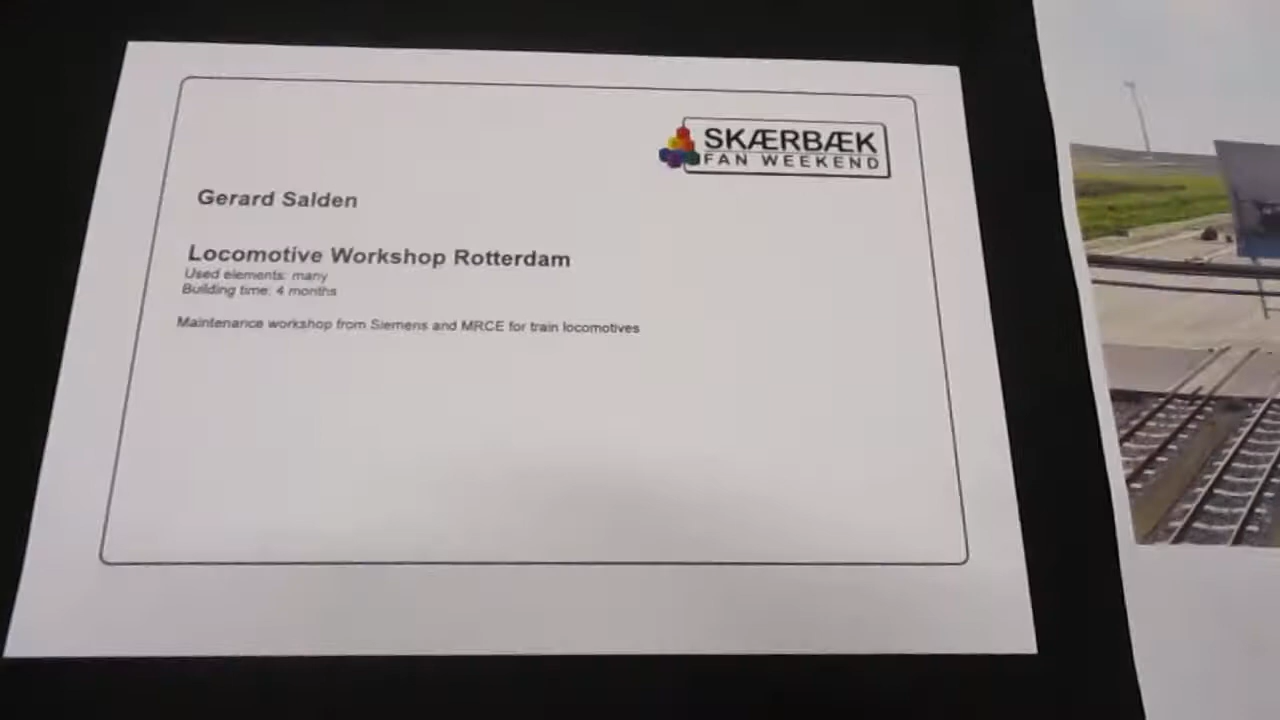 SKÆRBÆK
FAN WEEKEND
Gerard Salden
Locomotive Workshop Rotterdam
Used elements: many
Building time: 4 months
Maintenance workshop from Siemens and MRCE for train locomotives